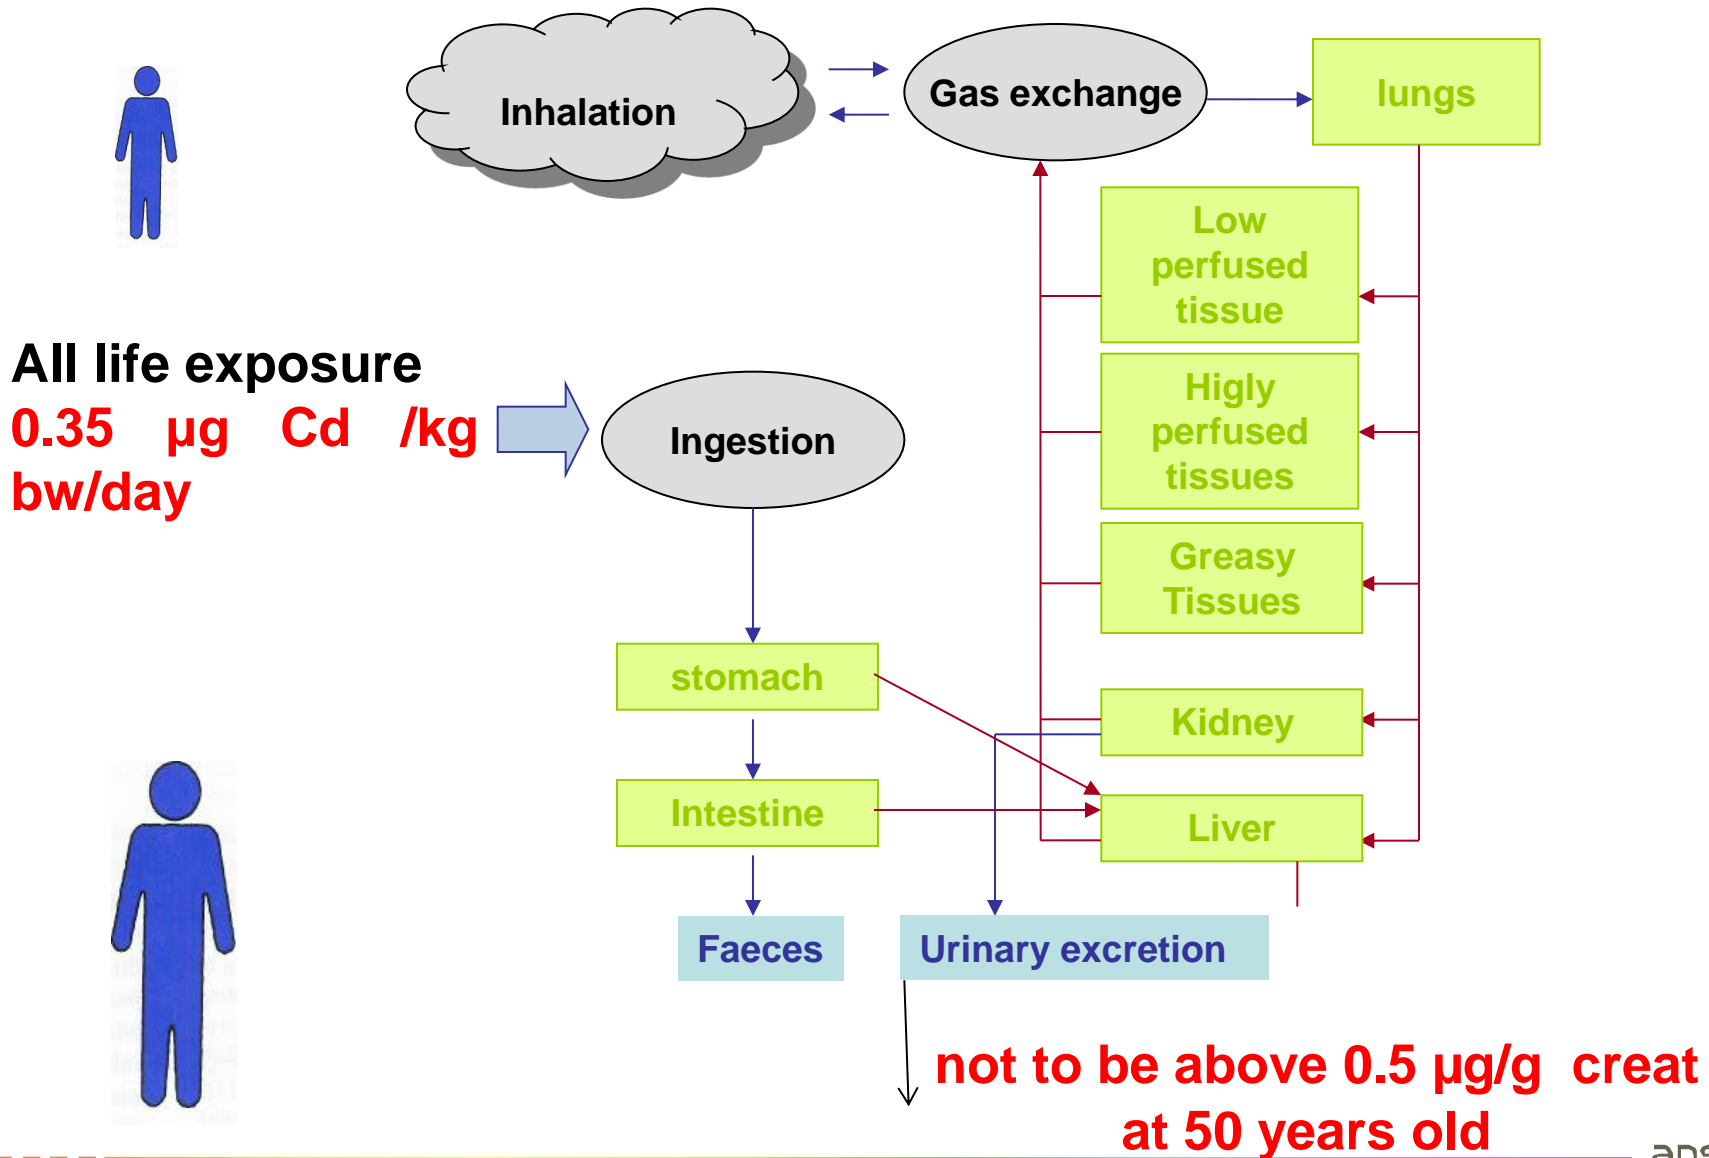 Inhalation
Gas exchange
lungs
Low
perfused
tissue
All life exposure
0.35 µg Cd /kg
bw/day
Ingestion
Higly
perfused
tissues
Greasy
Tissues
stomach
Kidney
Intestine
Liver
Faeces
Urinary excretion
not to be above 0.5 µg/g creat
at 50 years old